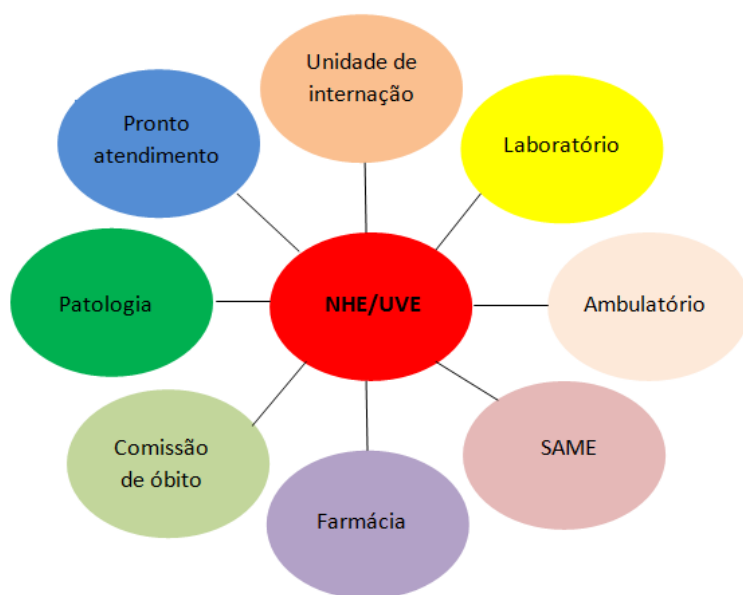 Unidade de
internação
Pronto
atendimento
Laboratório
Patologia
NHE/UVE
Ambulatório
Comissão
de óbito
SAME
Farmácia